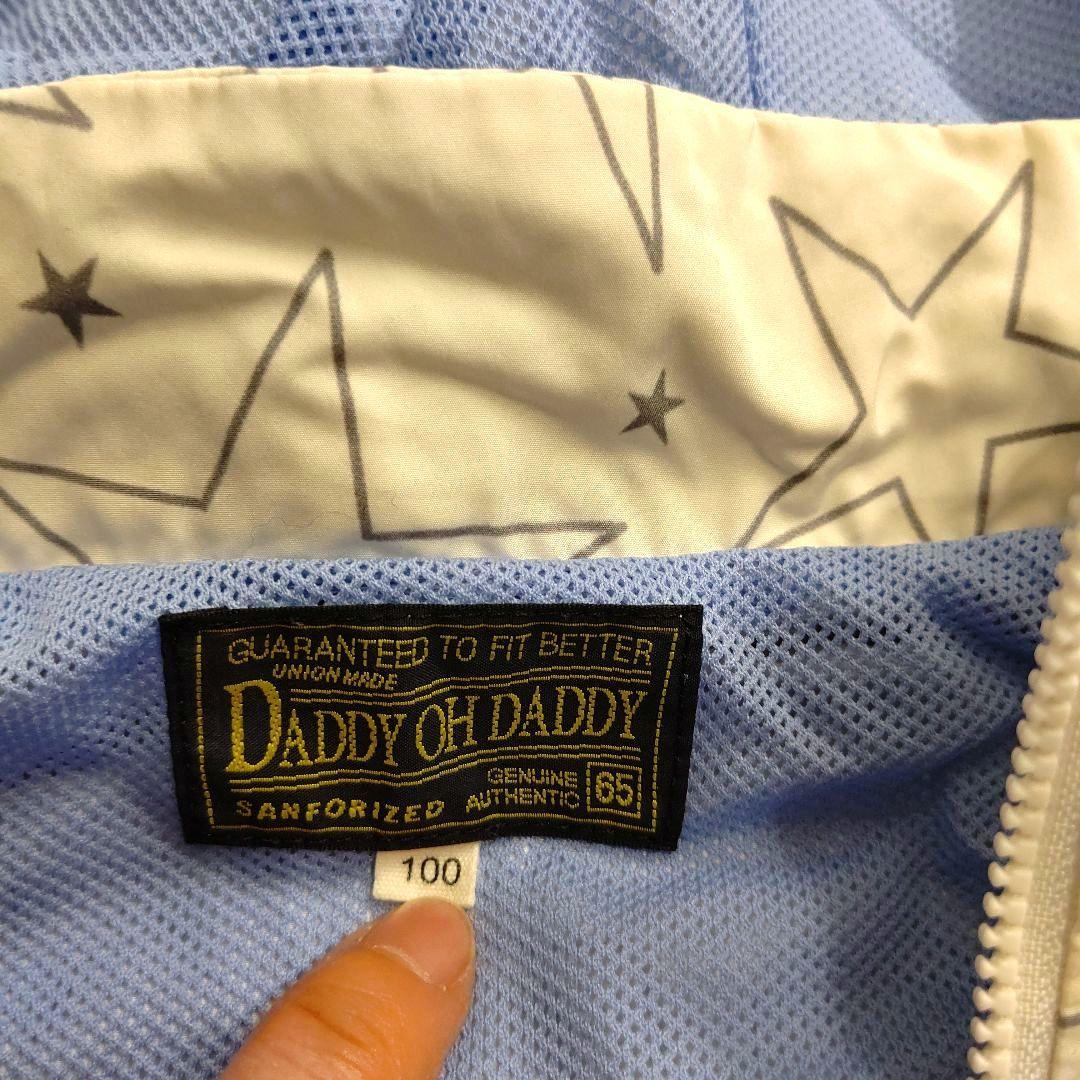 GUARANTEED TO FIT BETTER
UNION MADE
DADDY OH DADDY
GENUINE
SANFORIZED AUTHENTIC 65
100